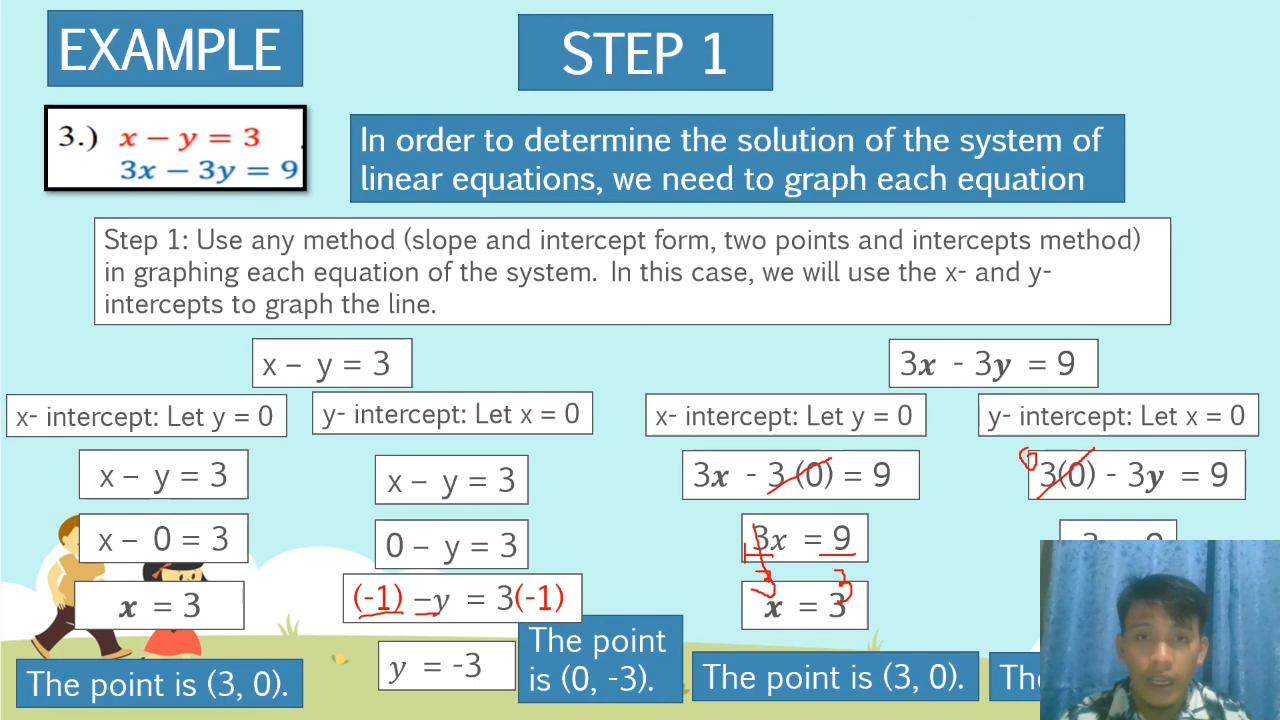 EXAMPLE
STEP 1
3.) x − y = 3
3x − 3y = 9
In order to determine the solution of the system of
linear equations, we need to graph each equation
Step 1: Use any method (slope and intercept form, two points and intercepts method)
in graphing each equation of the system. In this case, we will use the x- and y-
intercepts to graph the line.
x – y = 3
x- intercept: Let y = 0
x – y = 3
x – 0 = 3
x = 3
The point is (3, 0).
y- intercept: Let x = 0
x – y = 3
0 – y = 3
(-1) –y = 3(-1)
y = -3
The point
is (0, -3).
3x - 3y = 9
x- intercept: Let y = 0
3x - 3 (0) = 9
3x = 9
3 3
x = 3
The point is (3, 0).
y- intercept: Let x = 0
0
3(0) - 3y = 9